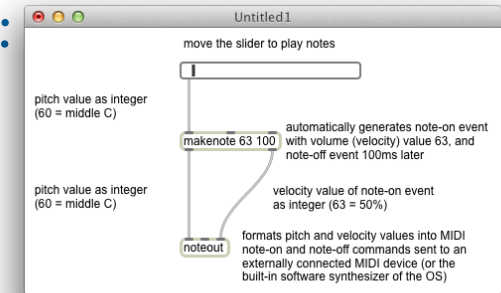 Untitled1
move the slider to play notes
pitch value as integer
(60 = middle C)
makenote 63 100
automatically generates note-on event
with volume (velocity) value 63, and
note-off event 100ms later
pitch value as integer
(60 = middle C)
velocity value of note-on event
as integer (63 = 50%)
noteout
formats pitch and velocity values into MIDI
note-on and note-off commands sent to an
externally connected MIDI device (or the
built-in software synthesizer of the OS)